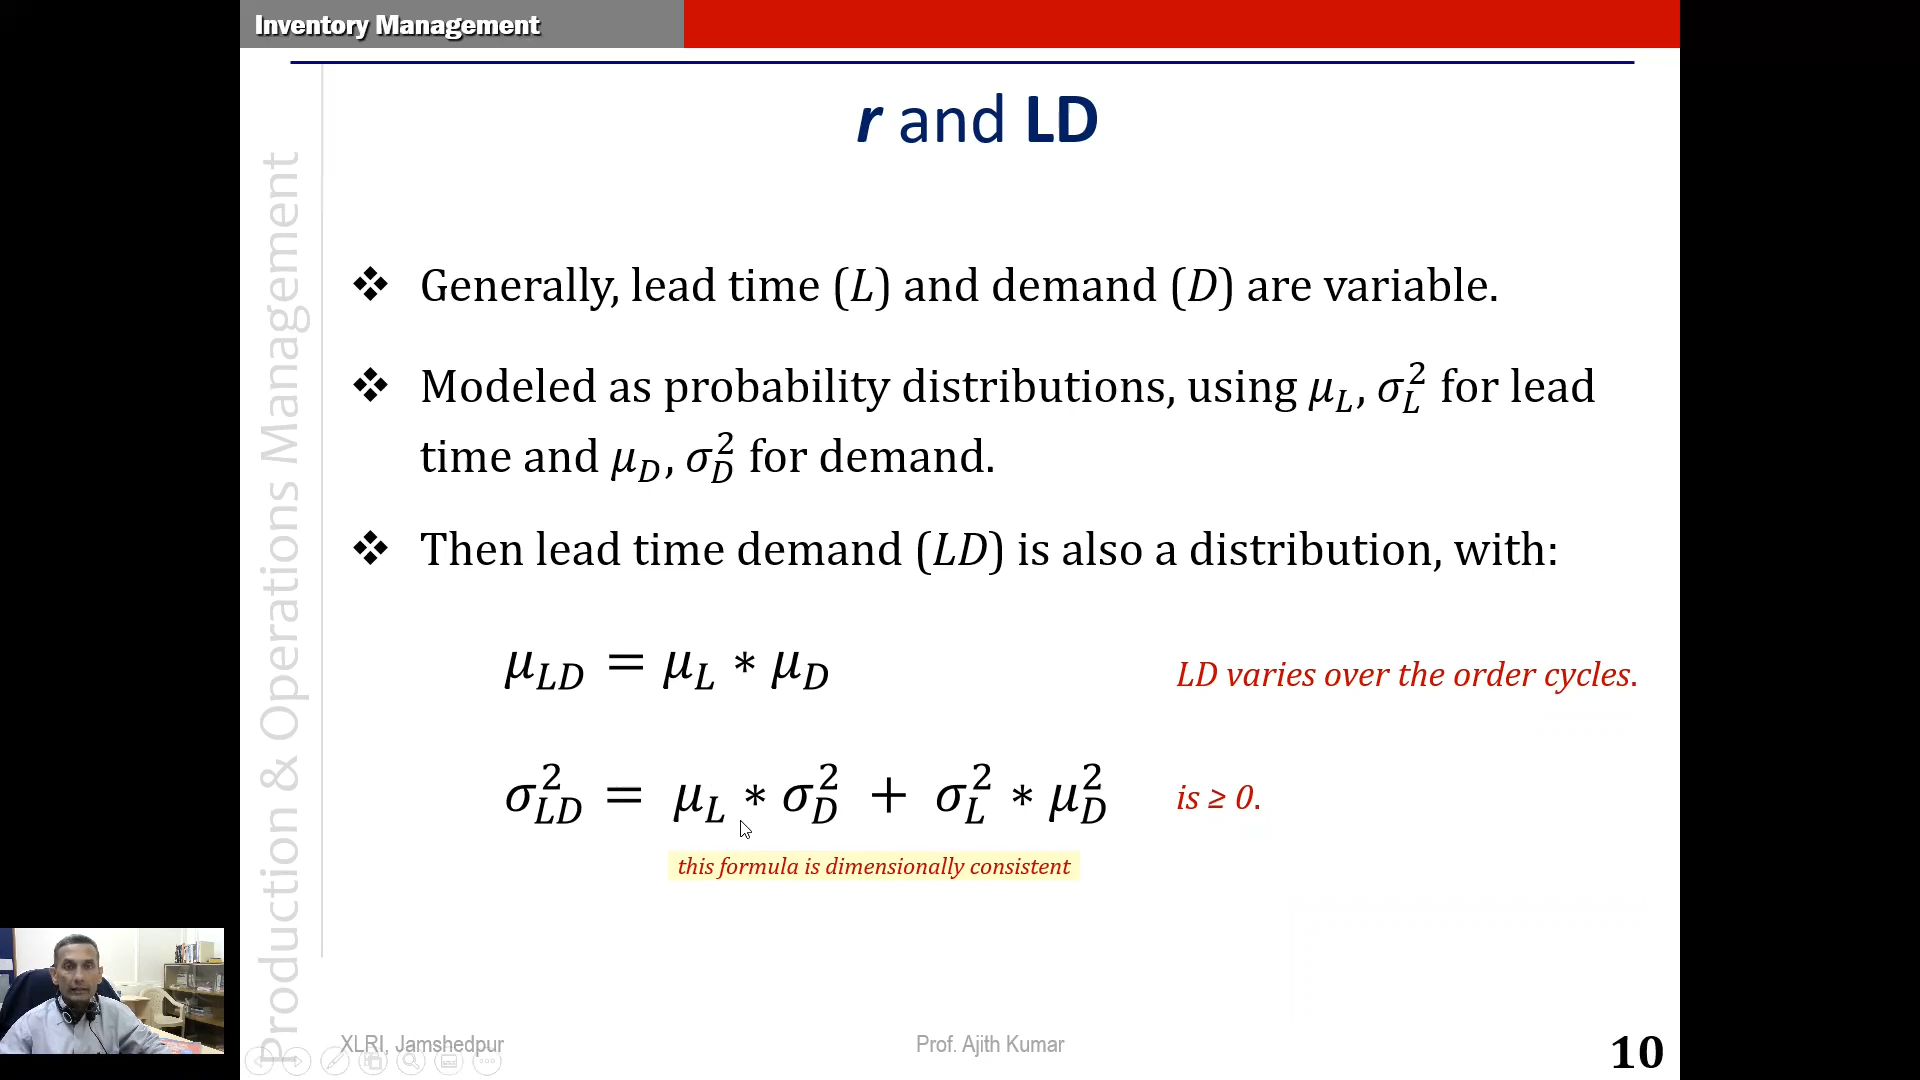 Inventory Management
r and LD
Production & Operations Management
❖ Generally, lead time (L) and demand (D) are variable.
❖ Modeled as probability distributions, using μ_L, σ_L^2 for lead
time and μ_D, σ_D^2 for demand.
❖ Then lead time demand (LD) is also a distribution, with:
μ_LD = μ_L * μ_D
LD varies over the order cycles.
σ_LD^2 = μ_L * σ_D^2 + σ_L^2 * μ_D^2
is ≥ 0.
this formula is dimensionally consistent
XLRI, Jamshedpur
Prof. Ajith Kumar
10